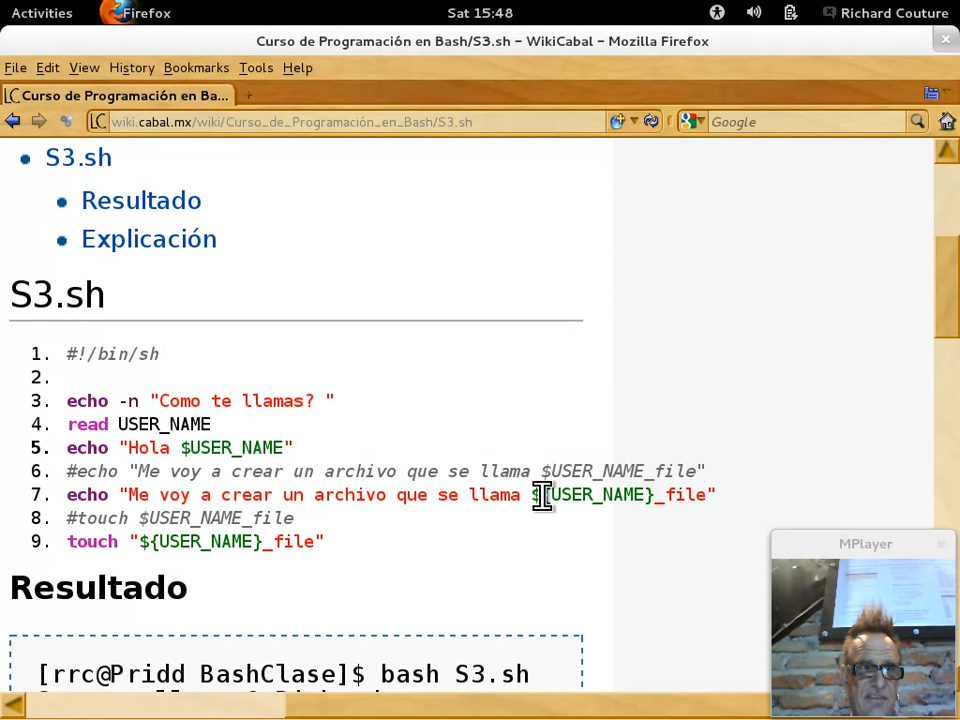 Activities Firefox Sat 15:48 Richard Couture
Curso de Programación en Bash/S3.sh - WikiCabal - Mozilla Firefox
File Edit View History Bookmarks Tools Help
Curso de Programación en Ba...
wiki.cabal.mx/wiki/Curso_de_Programación_en_Bash/S3.sh Google
S3.sh
Resultado
Explicación
S3.sh
1. #!/bin/sh
2.
3. echo -n "Como te llamas? "
4. read USER_NAME
5. echo "Hola $USER_NAME"
6. #echo "Me voy a crear un archivo que se llama $USER_NAME_file"
7. echo "Me voy a crear un archivo que se llama ${USER_NAME}_file"
8. #touch $USER_NAME_file
9. touch "${USER_NAME}_file"
Resultado
[rrc@Pridd BashClase]$ bash S3.sh
MPlayer